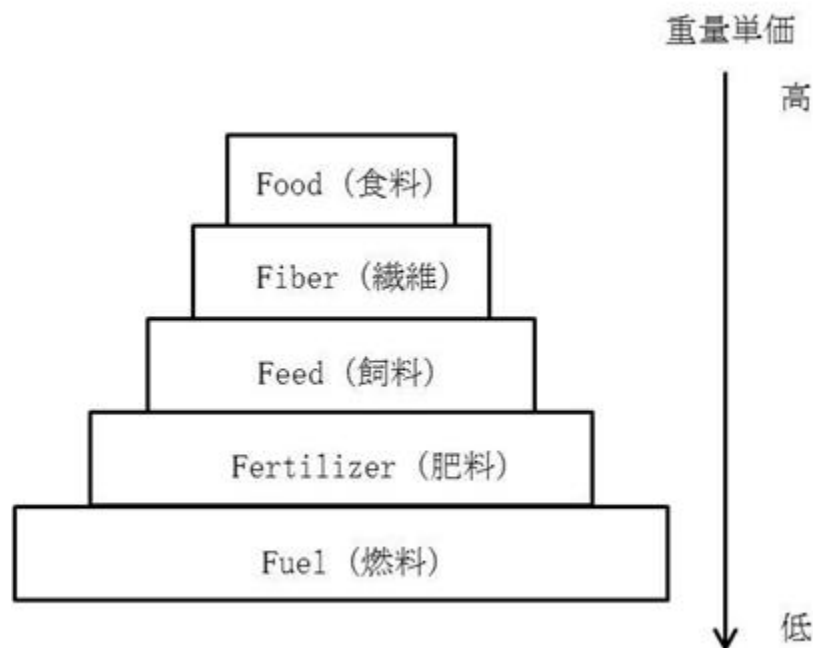 重量単価
高
Food (食料)
Fiber (繊維)
Feed (飼料)
Fertilizer (肥料)
Fuel (燃料)
低